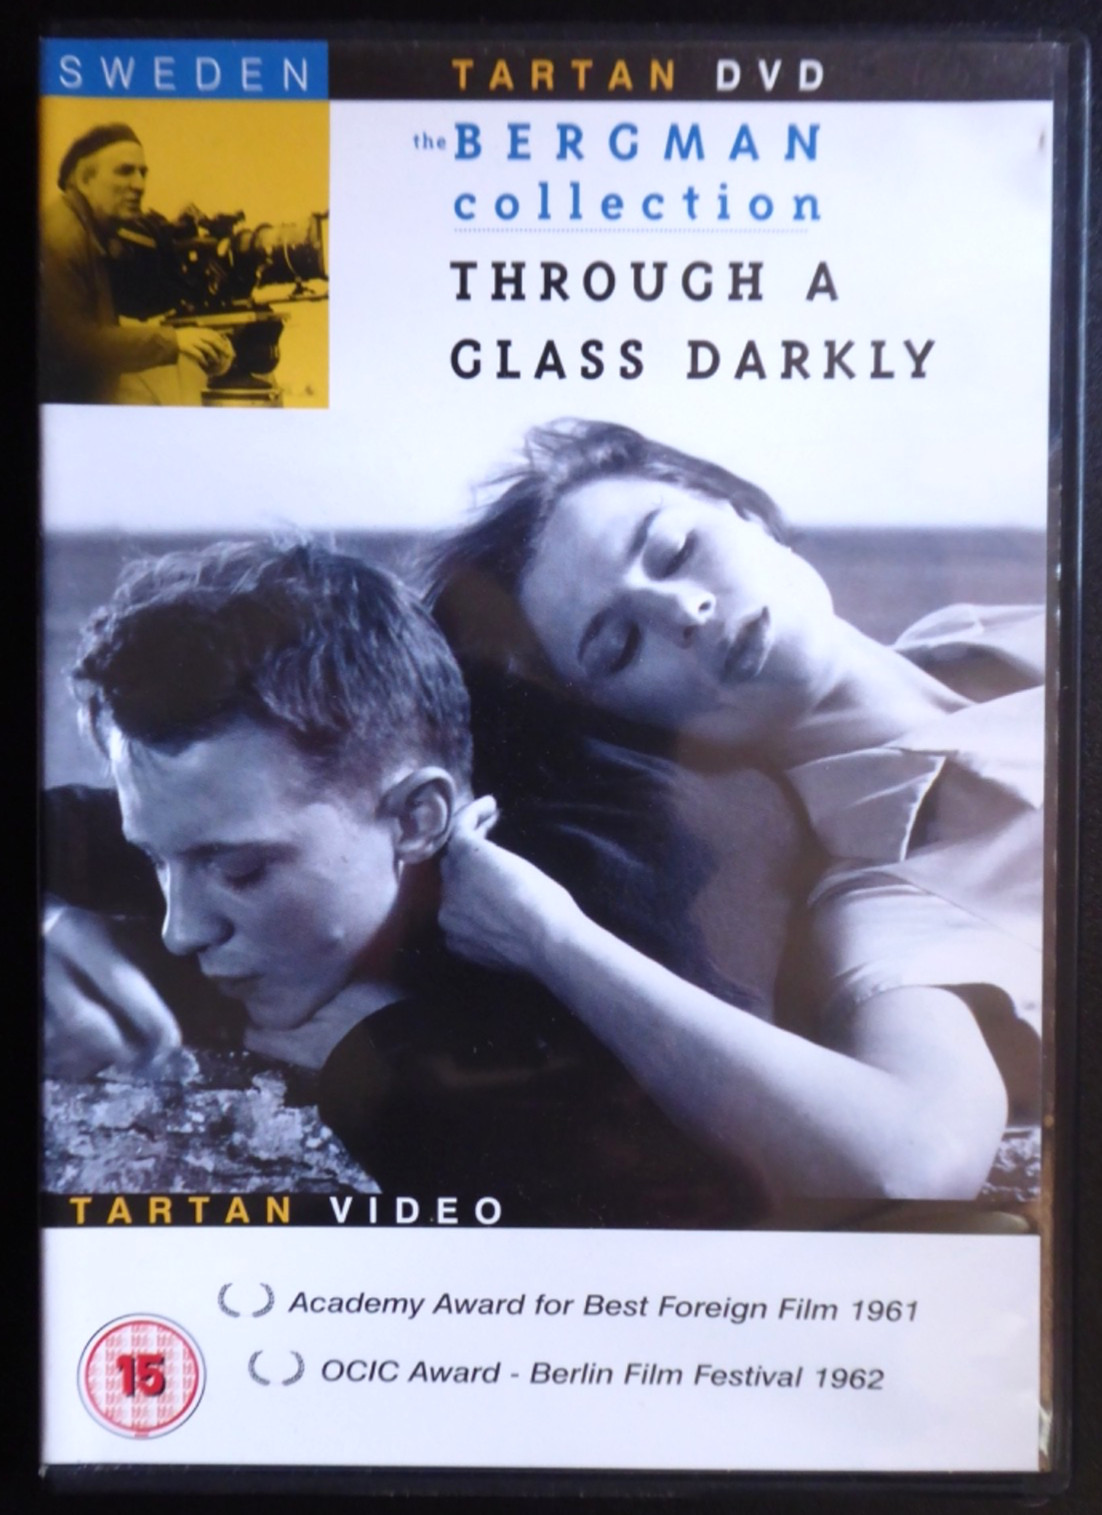 SWEDEN
TARTAN DVD
the BERGMAN
collection
THROUGH A
GLASS DARKLY
TARTAN VIDEO
Academy Award for Best Foreign Film 1961
15
OCIC Award - Berlin Film Festival 1962